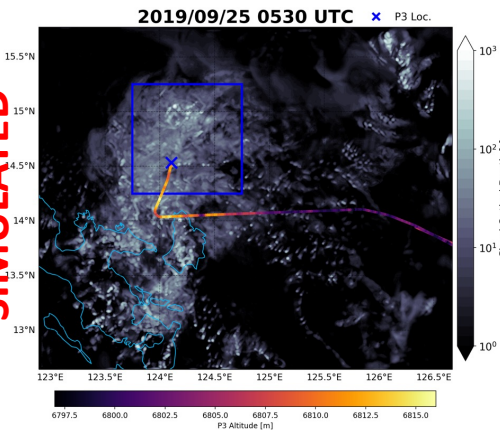 2019/09/25 0530 UTC
P3 Loc.
15.5°N
15°N
14.5°N
14°N
13.5°N
13°N
123°E 123.5°E 124°E 124.5°E 125°E 125.5°E 126°E 126.5°E
10³
10²
10¹
10⁰
6797.5 6800.0 6802.5 6805.0 6807.5 6810.0 6812.5 6815.0
P3 Altitude [m]